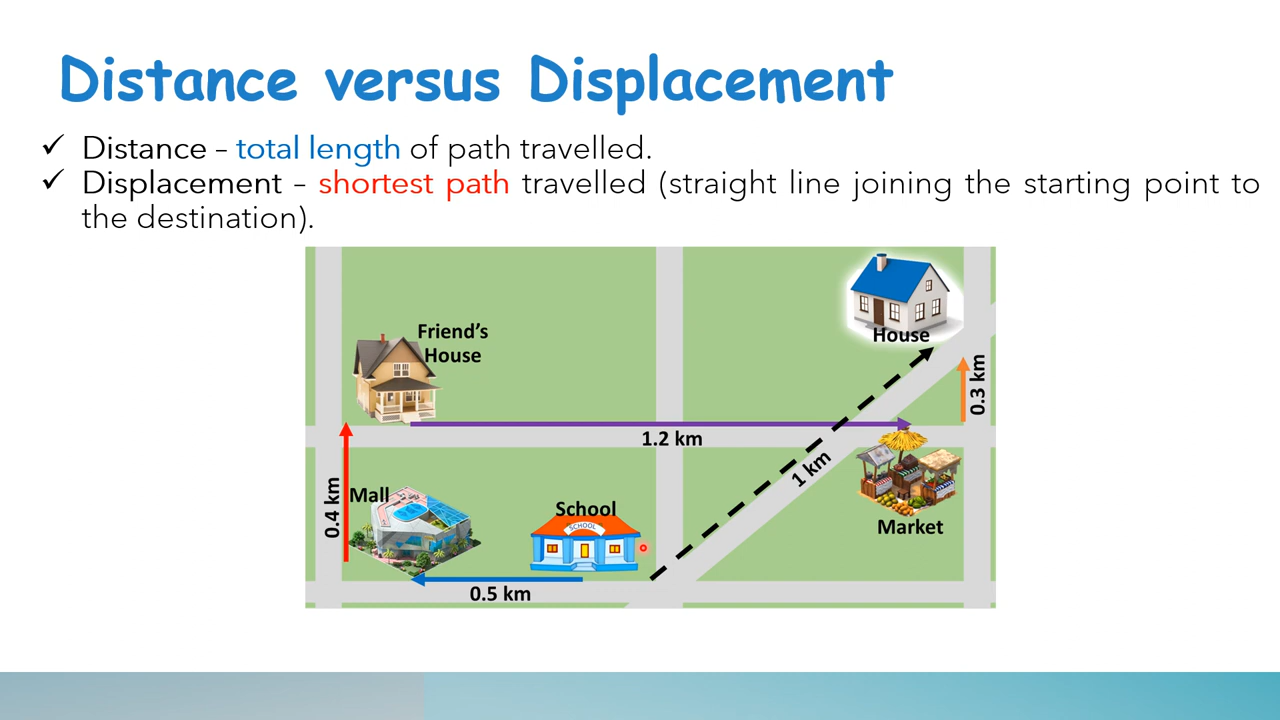 Distance versus Displacement
✓ Distance – total length of path travelled.
✓ Displacement – shortest path travelled (straight line joining the starting point to
the destination).
House
Friend's
House
0.3 km
1.2 km
1 km
0.4 km
Mall
School
SCHOOL
Market
0.5 km